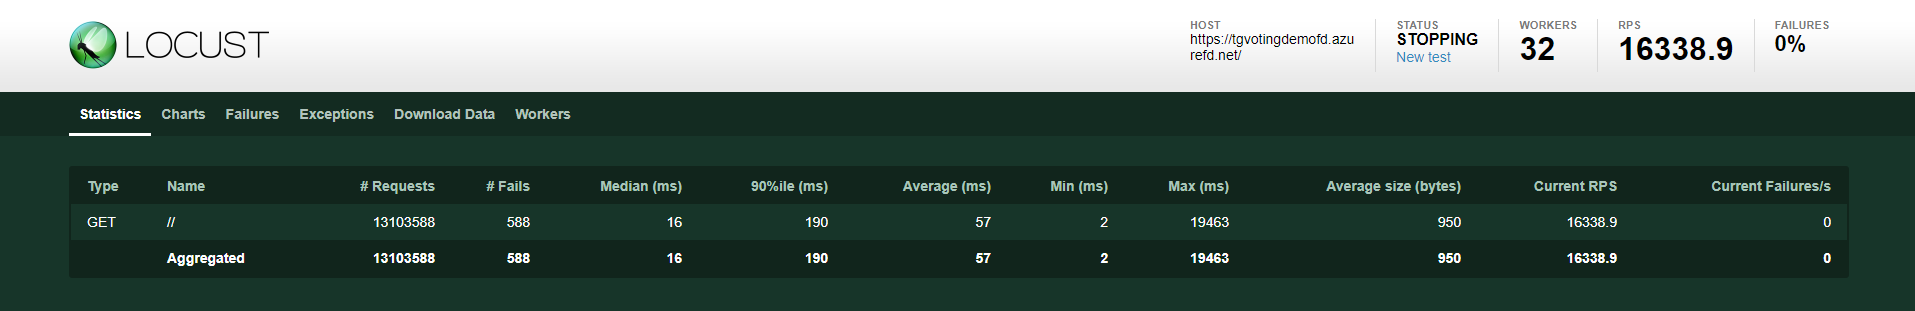 LOCUST
HOST
https://tgvotingdemofd.azu
refd.net/
STATUS
STOPPING
New test
WORKERS
32
RPS
16338.9
FAILURES
0%
Statistics Charts Failures Exceptions Download Data Workers
Type Name # Requests # Fails Median (ms) 90%ile (ms) Average (ms) Min (ms) Max (ms) Average size (bytes) Current RPS Current Failures/s
GET // 13103588 588 16 190 57 2 19463 950 16338.9 0
Aggregated 13103588 588 16 190 57 2 19463 950 16338.9 0